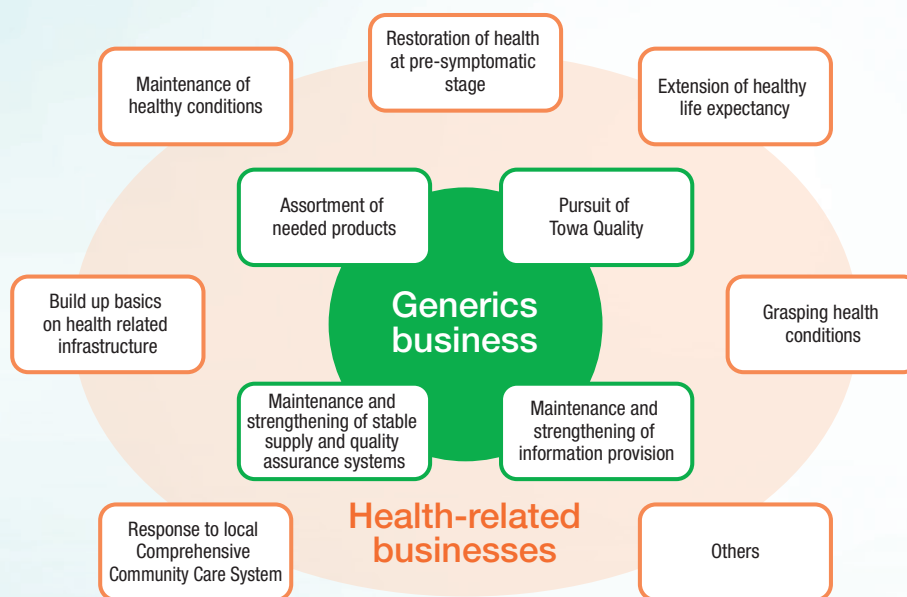 Restoration of health
at pre-symptomatic
stage
Maintenance of
healthy conditions
Extension of healthy
life expectancy
Assortment of
needed products
Pursuit of
Towa Quality
Build up basics
on health related
infrastructure
Generics
business
Grasping health
conditions
Maintenance and
strengthening of stable
supply and quality
assurance systems
Maintenance and
strengthening of
information provision
Response to local
Comprehensive
Community Care System
Health-related
businesses
Others